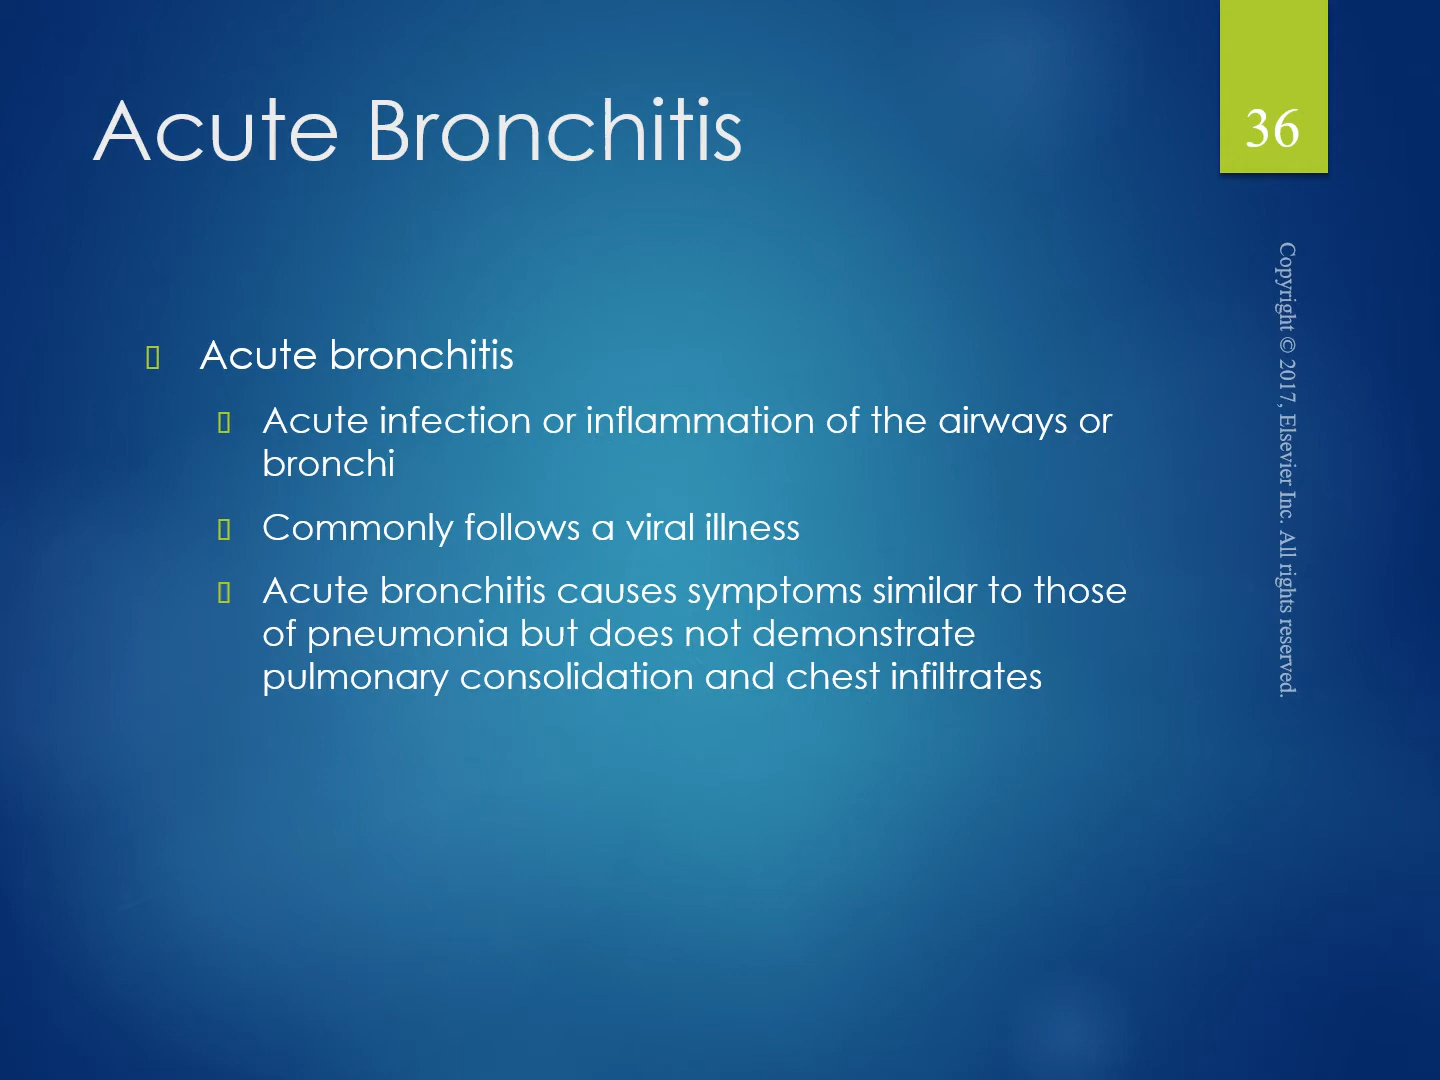 Acute Bronchitis
36
Acute bronchitis
Acute infection or inflammation of the airways or
bronchi
Commonly follows a viral illness
Acute bronchitis causes symptoms similar to those
of pneumonia but does not demonstrate
pulmonary consolidation and chest infiltrates
Copyright © 2017, Elsevier Inc. All rights reserved.